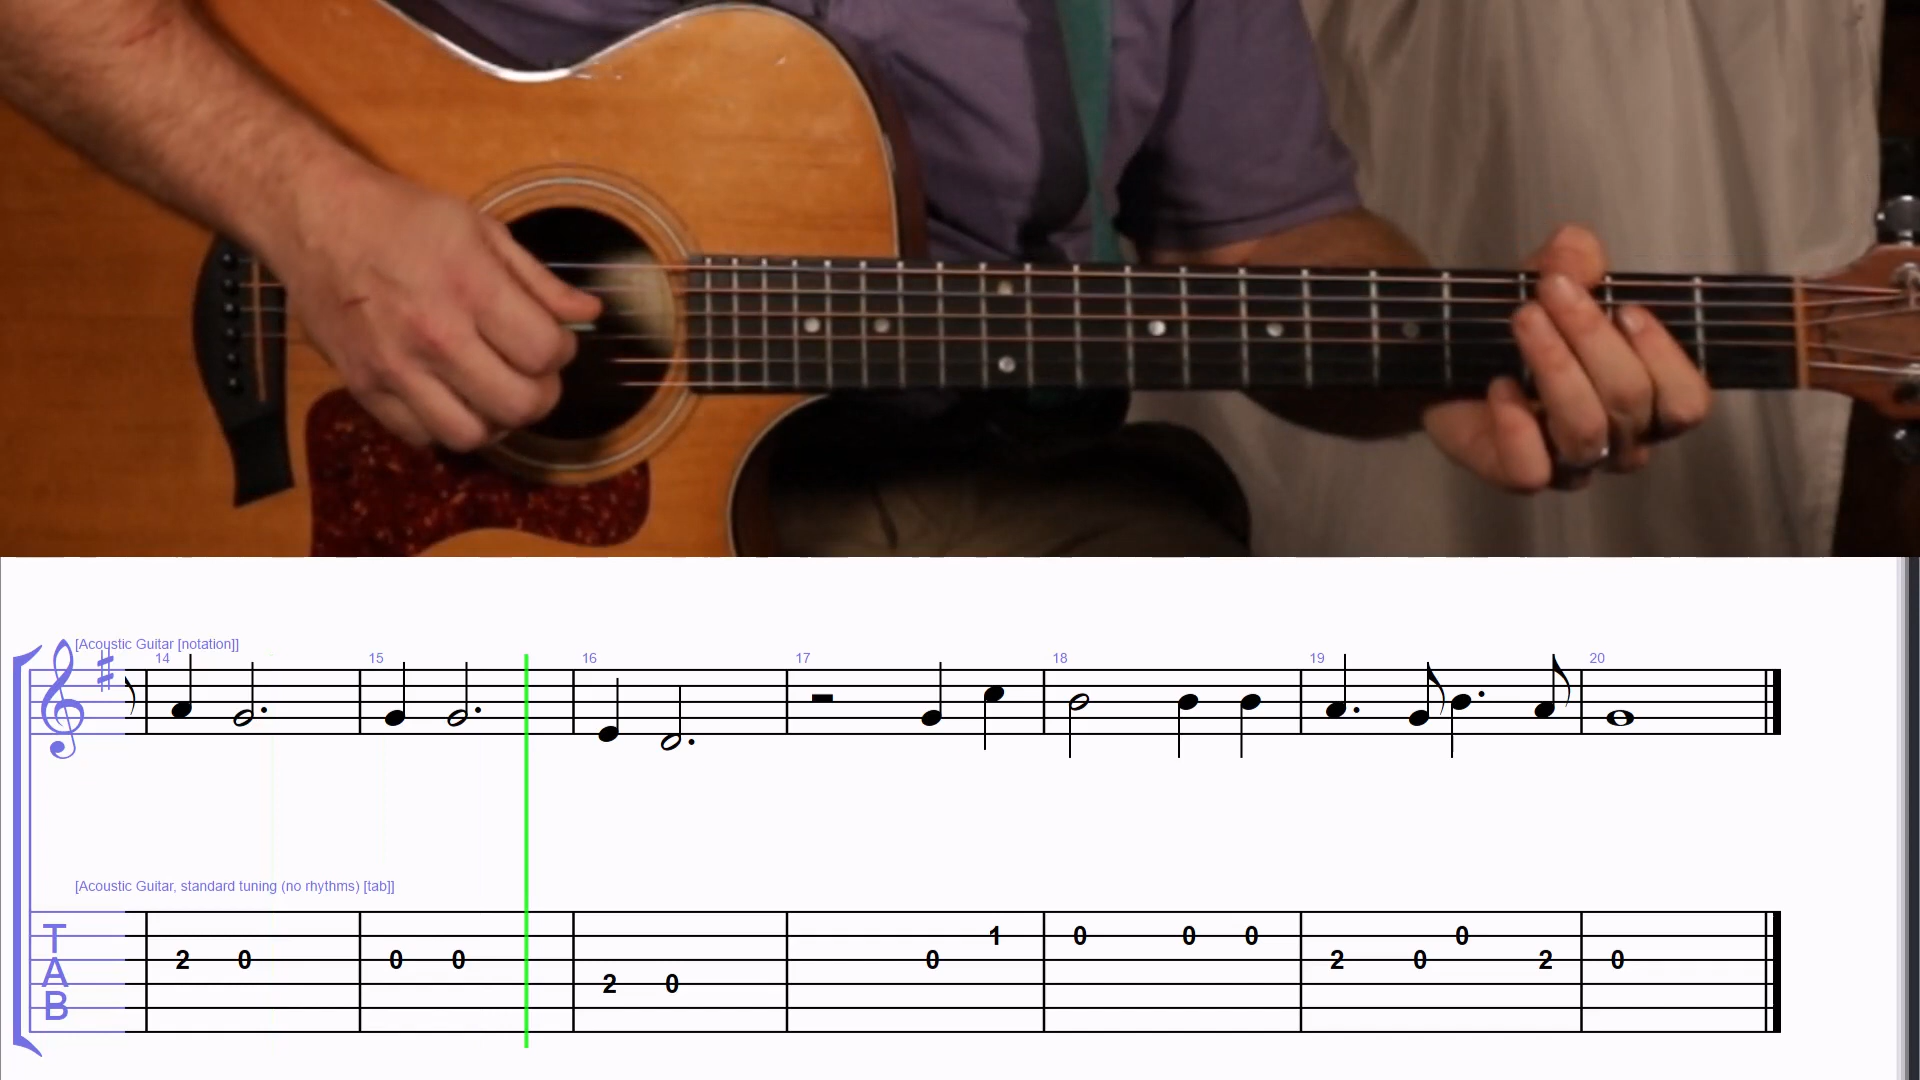 [Acoustic Guitar [notation]]
14 15 16 17 18 19 20
[Acoustic Guitar, standard tuning (no rhythms) [tab]]
T
1 0 0 0 0
A 2 0 0 0 0 2 0 2 0
2 0
B